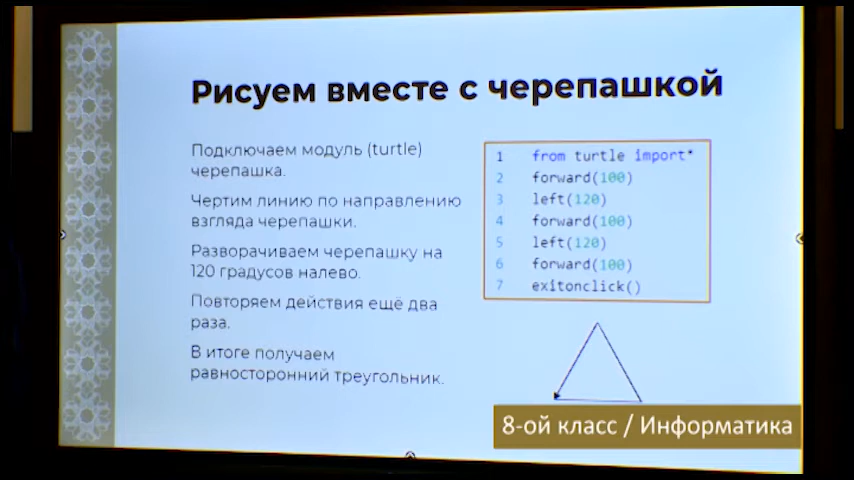 Рисуем вместе с черепашкой
Подключаем модуль (turtle)
черепашка.
Чертим линию по направлению
взгляда черепашки.
Разворачиваем черепашку на
120 градусов налево.
Повторяем действия ещё два
раза.
В итоге получаем
равносторонний треугольник.
1 from turtle import*
2 forward(100)
3 left(120)
4 forward(100)
5 left(120)
6 forward(100)
7 exitonclick()
8-ой класс / Информатика